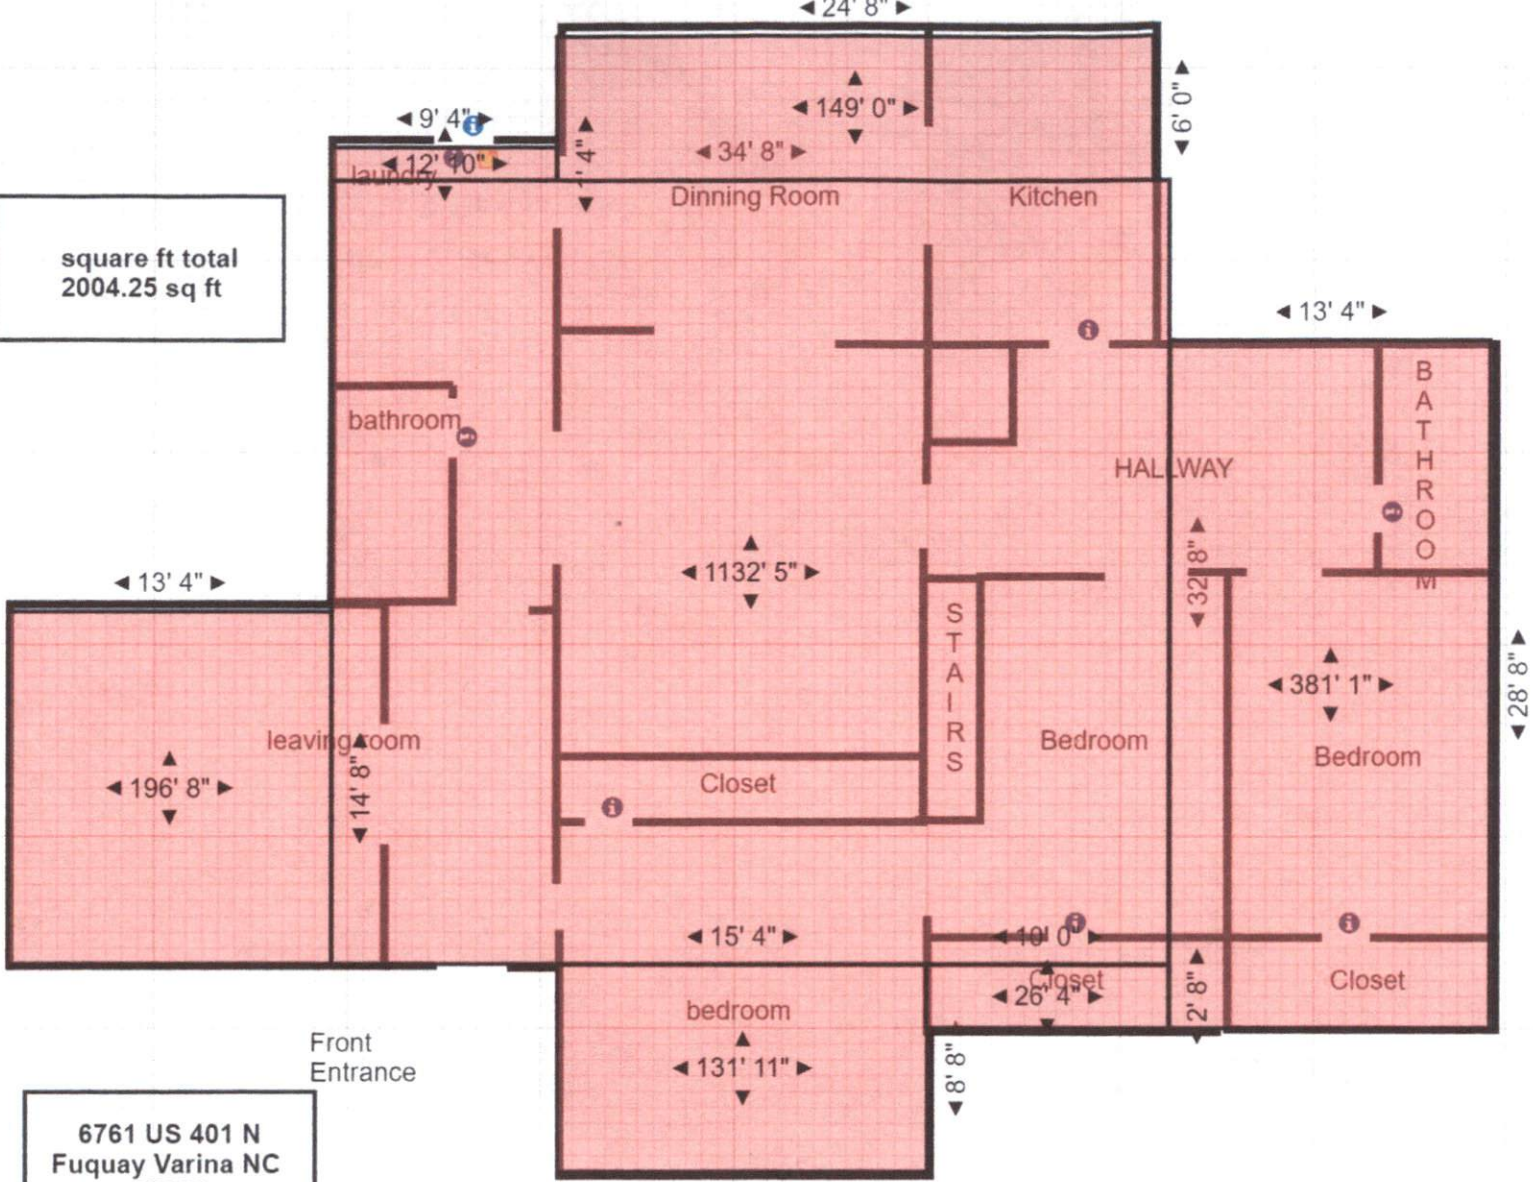 24' 8"
6' 0"
149' 0"
9' 4"
12' 10"
34' 8"
laundry
Dinning Room
Kitchen
square ft total
2004.25 sq ft
13' 4"
BATHROOM
bathroom
HALLWAY
32' 8"
1132' 5"
13' 4"
STAIRS
28' 8"
381' 1"
leaving room
Bedroom
Bedroom
196' 8"
14' 8"
Closet
15' 4"
10' 0"
Closet
26' 4"
2' 8"
Closet
bedroom
Front
Entrance
131' 11"
8' 8"
6761 US 401 N
Fuquay Varina NC